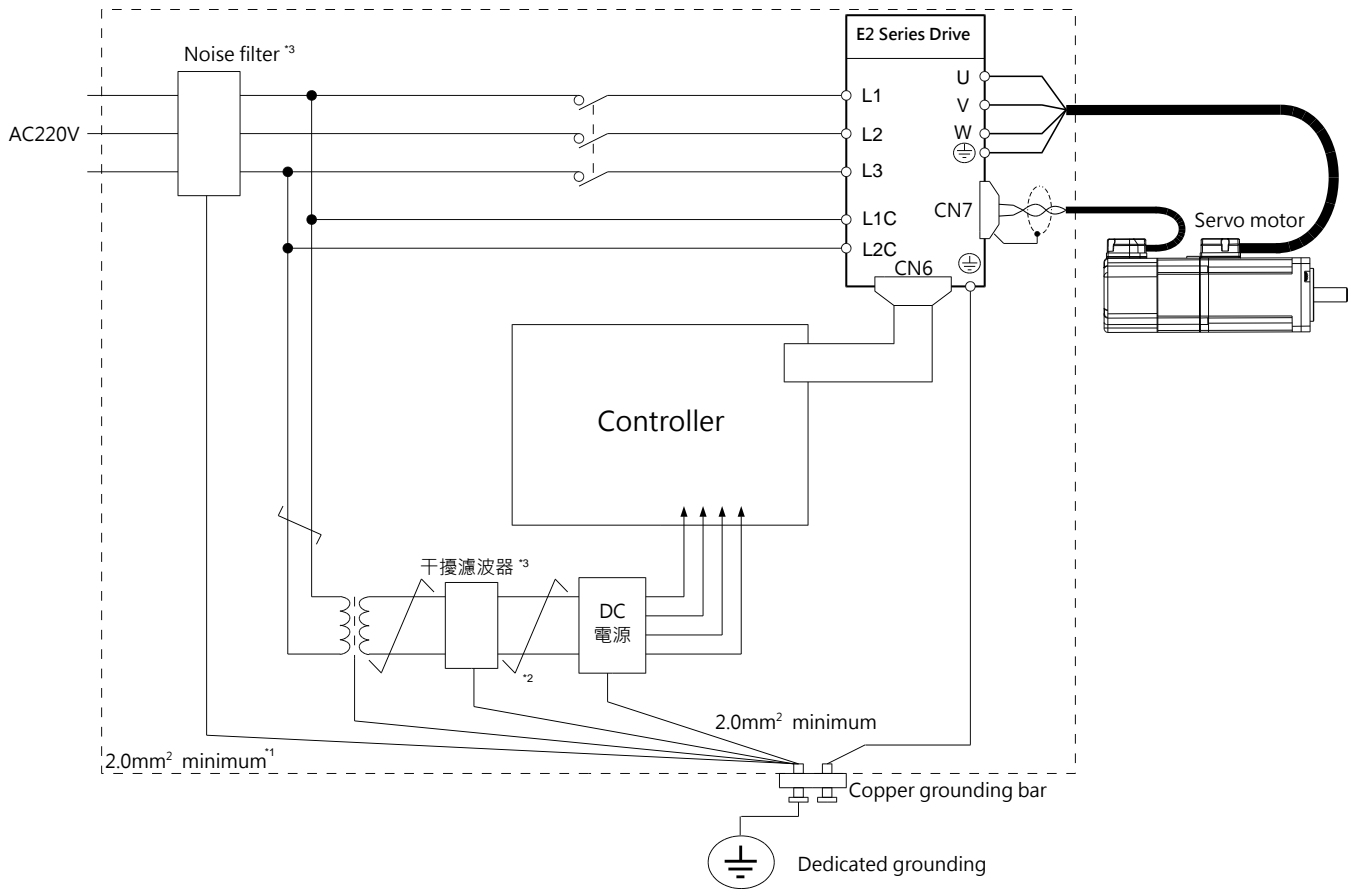 E2 Series Drive
Noise filter *3
U
L1
V
AC220V
L2
W
L3
CN7
L1C
Servo motor
L2C
CN6
Controller
干擾濾波器 *3
DC
電源
*2
2.0mm² minimum
2.0mm² minimum*1
Copper grounding bar
Dedicated grounding